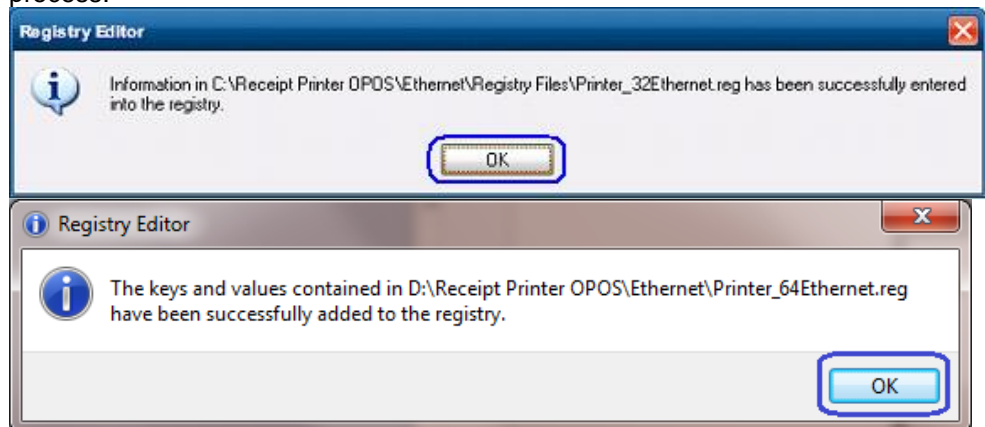 process.
Registry Editor
Information in C:\Receipt Printer OPOS\Ethernet\Registry Files\Printer_32Ethernet.reg has been successfully entered
into the registry.
OK
Registry Editor
The keys and values contained in D:\Receipt Printer OPOS\Ethernet\Printer_64Ethernet.reg
have been successfully added to the registry.
OK